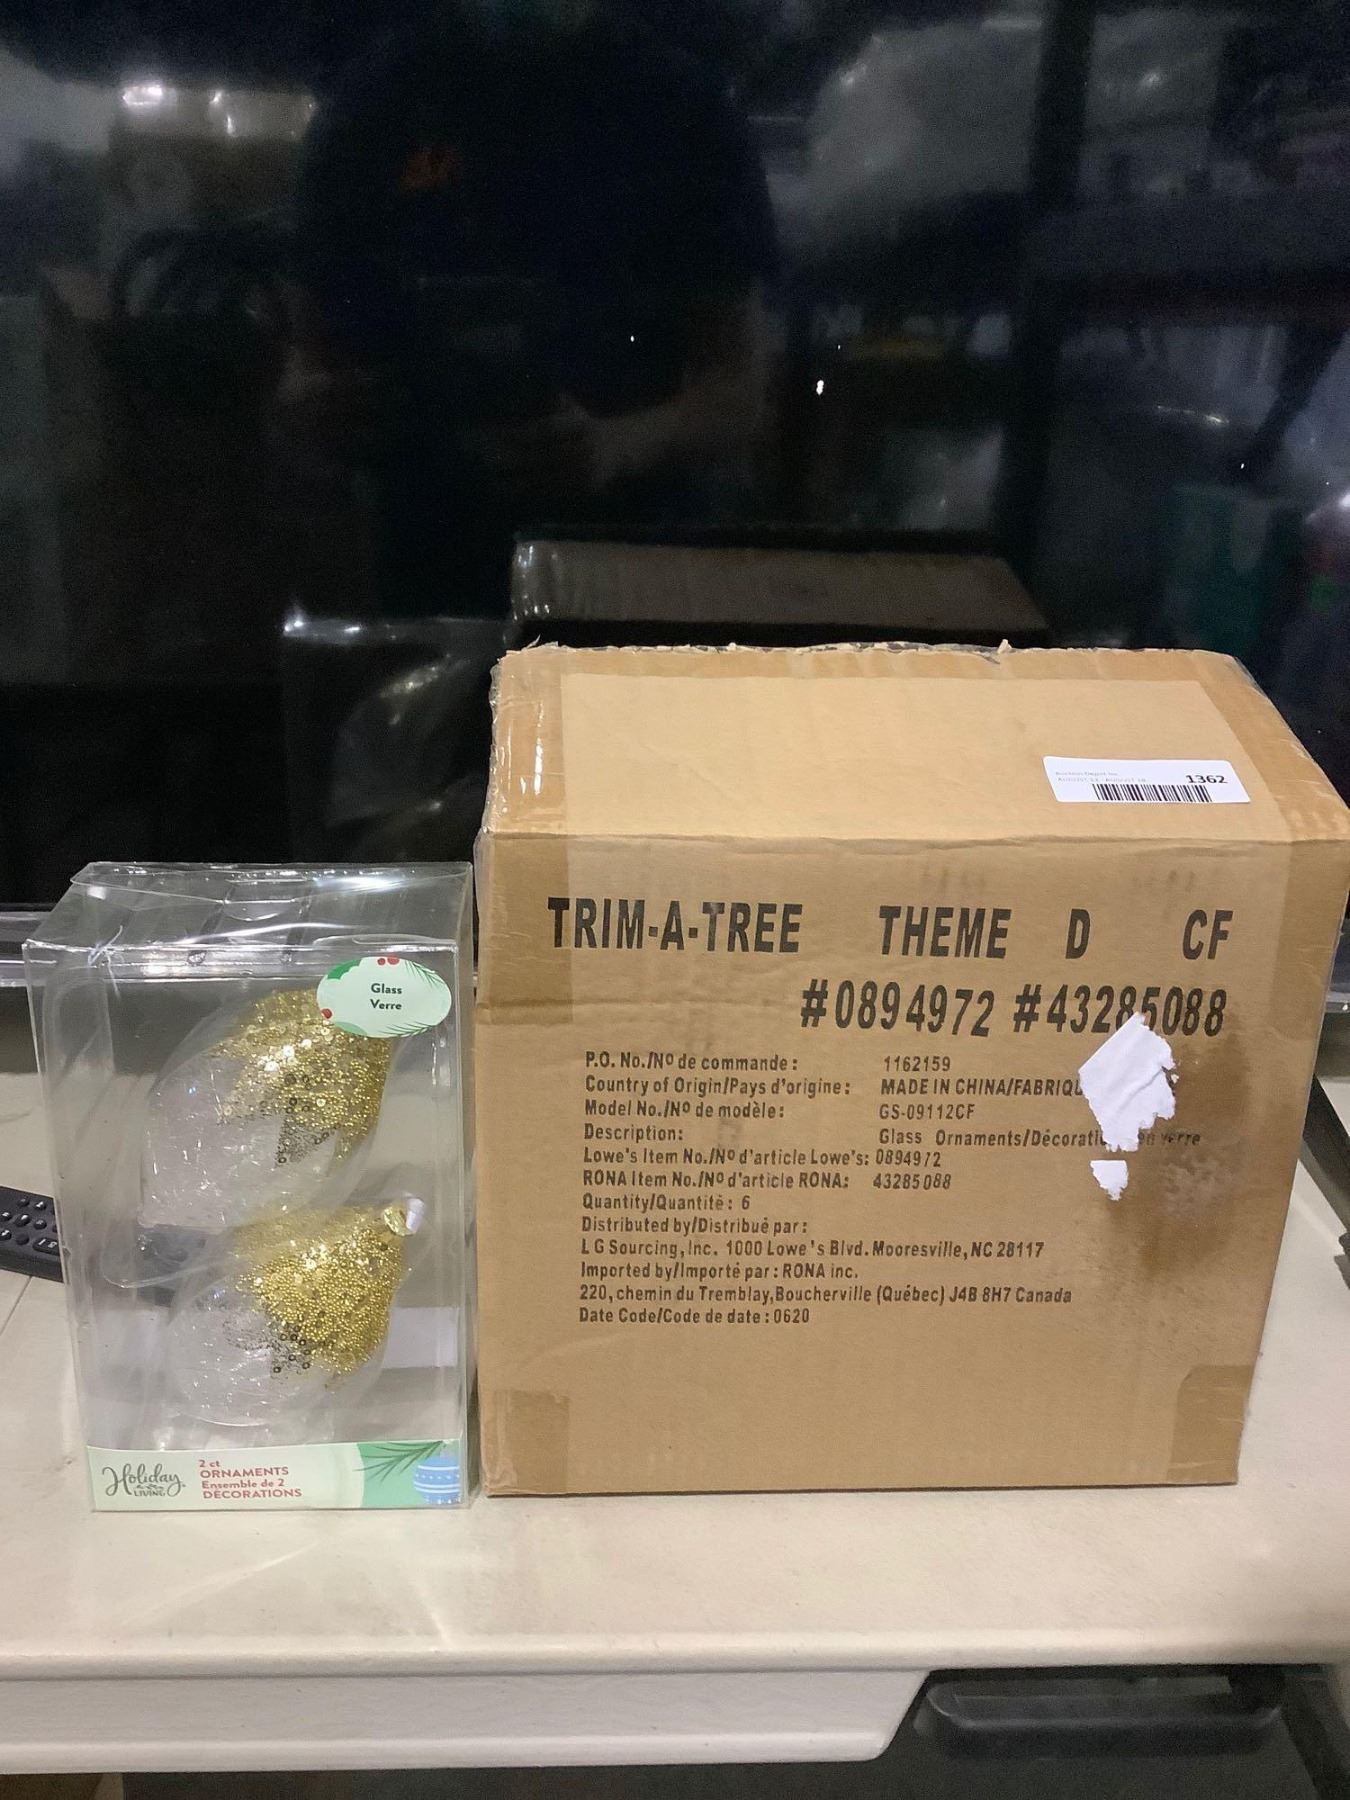 1362
TRIM-A-TREE THEME D CF
#0894972 #43285088
P.O. No./Nº de commande : 1162159
Country of Origin/Pays d'origine : MADE IN CHINA/FABRIQU
Model No./Nº de modèle : GS-09112CF
Description: Glass Ornaments/Décorati en verre
Lowe's Item No./Nº d'article Lowe's: 0894972
RONA Item No./Nº d'article RONA: 43285088
Quantity/Quantité : 6
Distributed by/Distribué par :
L G Sourcing, Inc. 1000 Lowe's Blvd. Mooresville, NC 28117
Imported by/Importé par : RONA inc.
220, chemin du Tremblay, Boucherville (Québec) J4B 8H7 Canada
Date Code/Code de date : 0620
Glass
Verre
Holiday
LIVING
2 ct
ORNAMENTS
Ensemble de 2
DÉCORATIONS